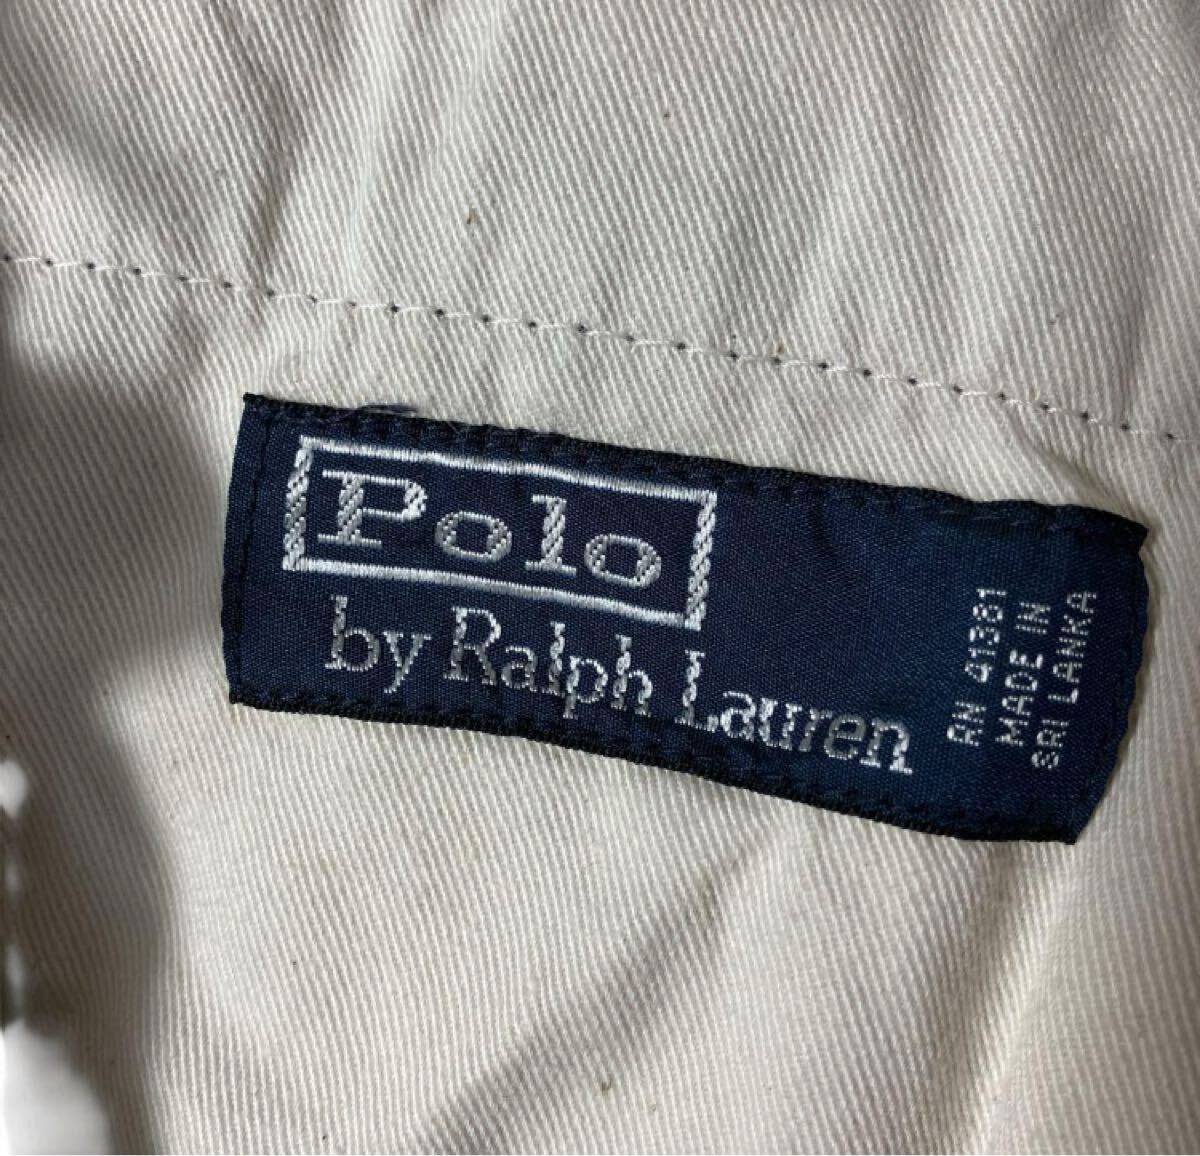 Polo
by Ralph Lauren
RN 41381
MADE IN
SRI LANKA